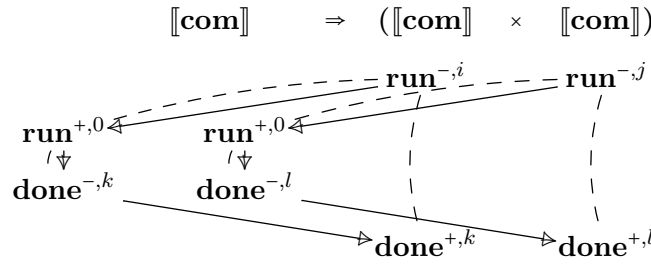 ⟦com⟧ ⇒ (⟦com⟧ × ⟦com⟧)
run⁻,ⁱ run⁻,ʲ
run⁺,⁰ run⁺,⁰
done⁻,ᵏ done⁻,ˡ
done⁺,ᵏ done⁺,ˡ